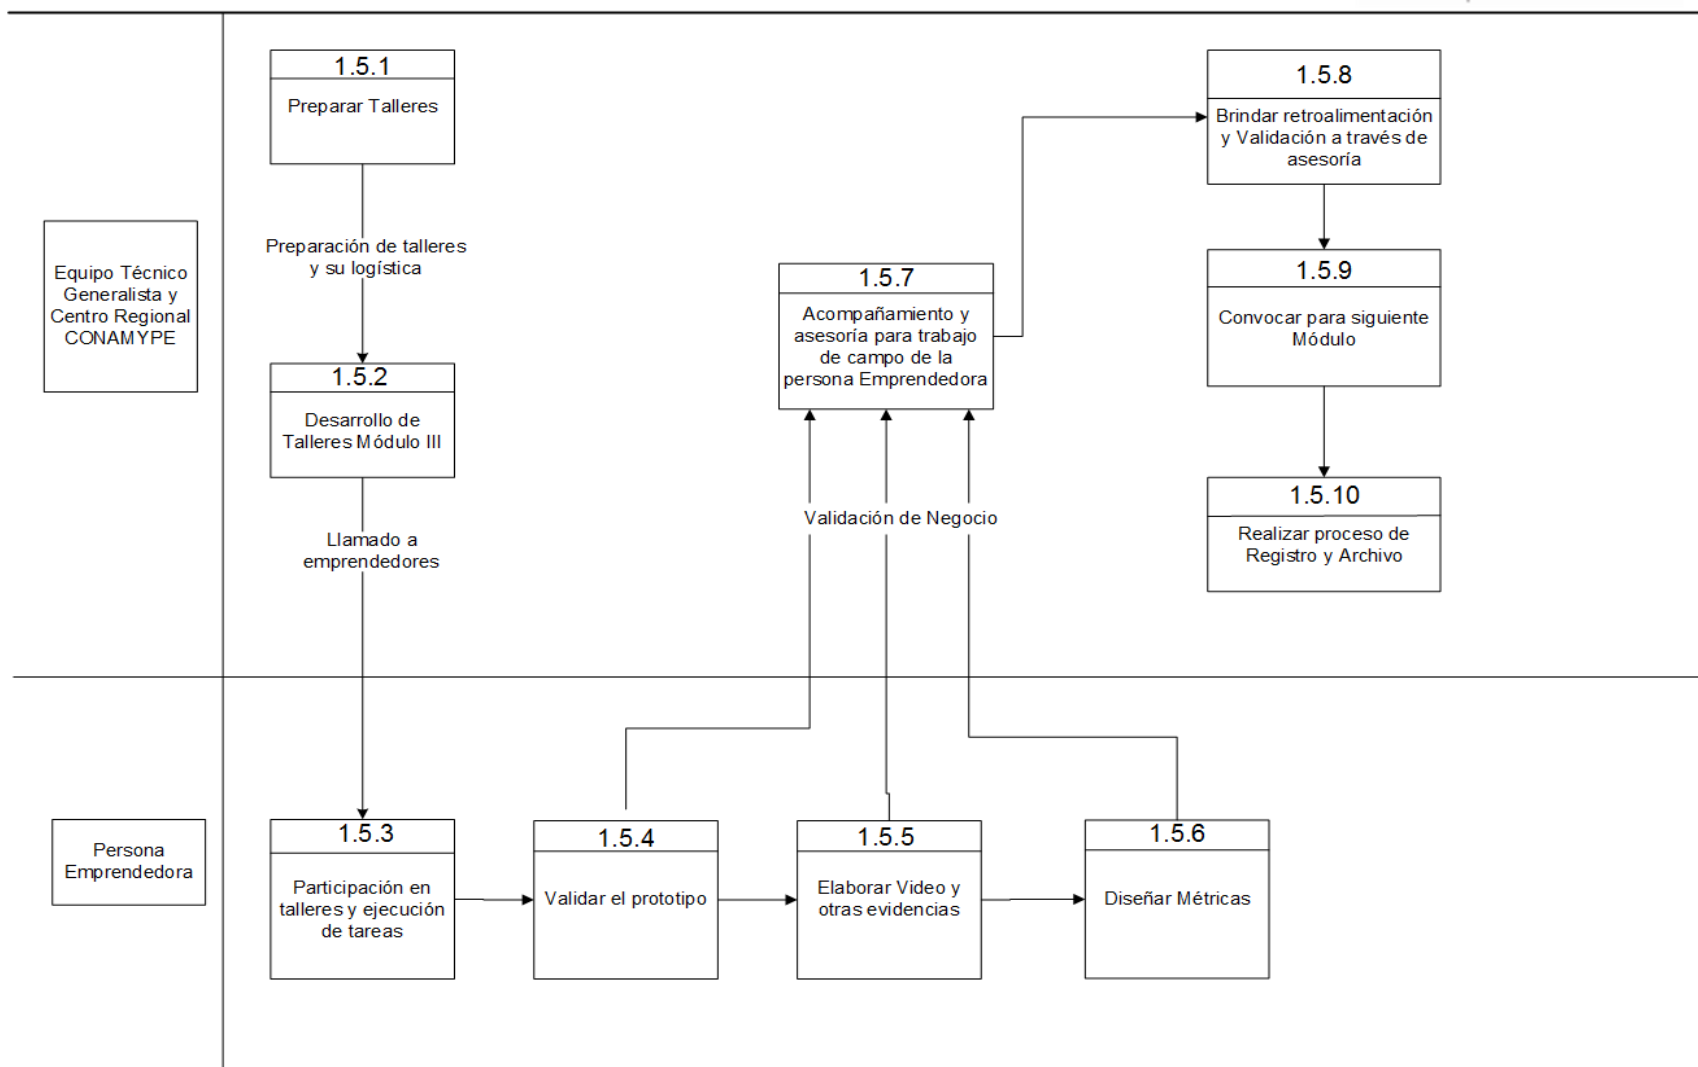 Equipo Técnico
Generalista y
Centro Regional
CONAMYPE
1.5.1
Preparar Talleres
Preparación de talleres
y su logística
1.5.2
Desarrollo de
Talleres Módulo III
Llamado a
emprendedores
1.5.7
Acompañamiento y
asesoría para trabajo
de campo de la
persona Emprendedora
Validación de Negocio
1.5.8
Brindar retroalimentación
y Validación a través de
asesoría
1.5.9
Convocar para siguiente
Módulo
1.5.10
Realizar proceso de
Registro y Archivo
Persona
Emprendedora
1.5.3
Participación en
talleres y ejecución
de tareas
1.5.4
Validar el prototipo
1.5.5
Elaborar Video y
otras evidencias
1.5.6
Diseñar Métricas